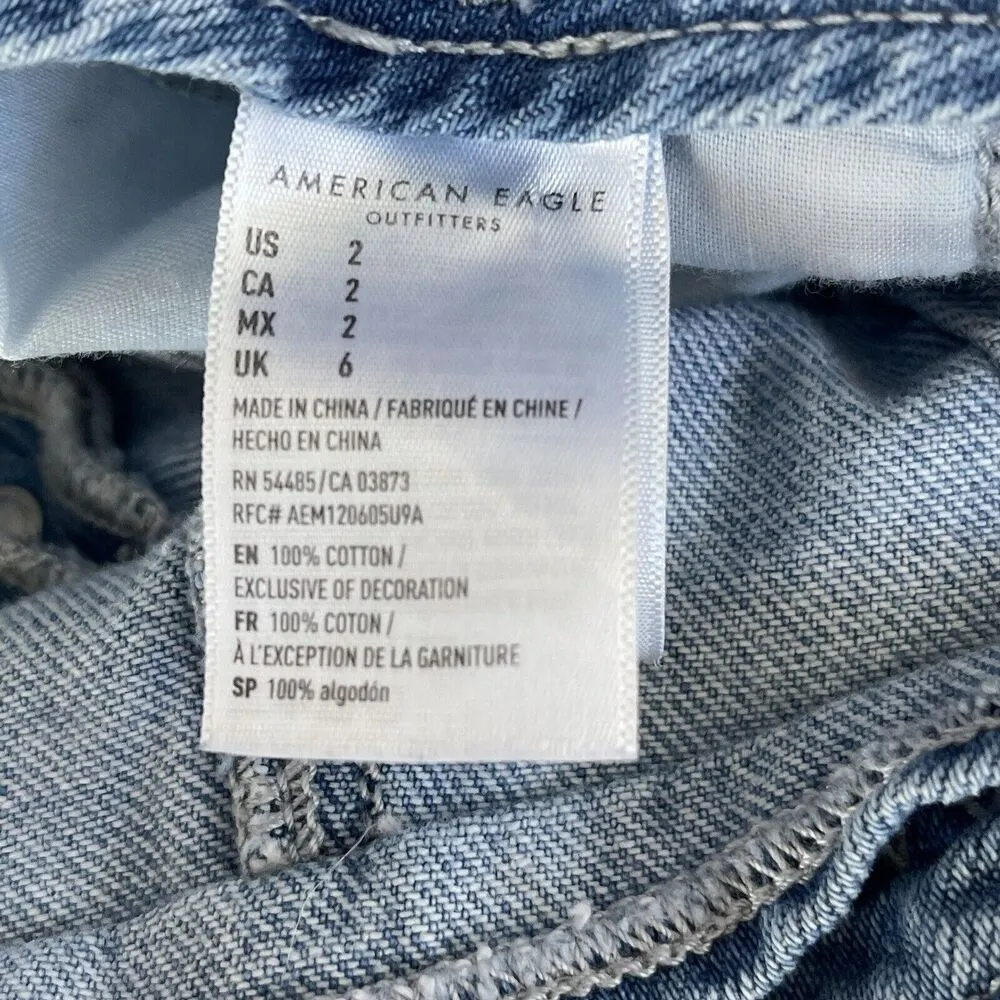 AMERICAN EAGLE
OUTFITTERS
US 2
CA 2
MX 2
UK 6
MADE IN CHINA / FABRIQUÉ EN CHINE /
HECHO EN CHINA
RN 54485/CA 03873
RFC# AEM120605U9A
EN 100% COTTON /
EXCLUSIVE OF DECORATION
FR 100% COTON /
À L'EXCEPTION DE LA GARNITURE
SP 100% algodón